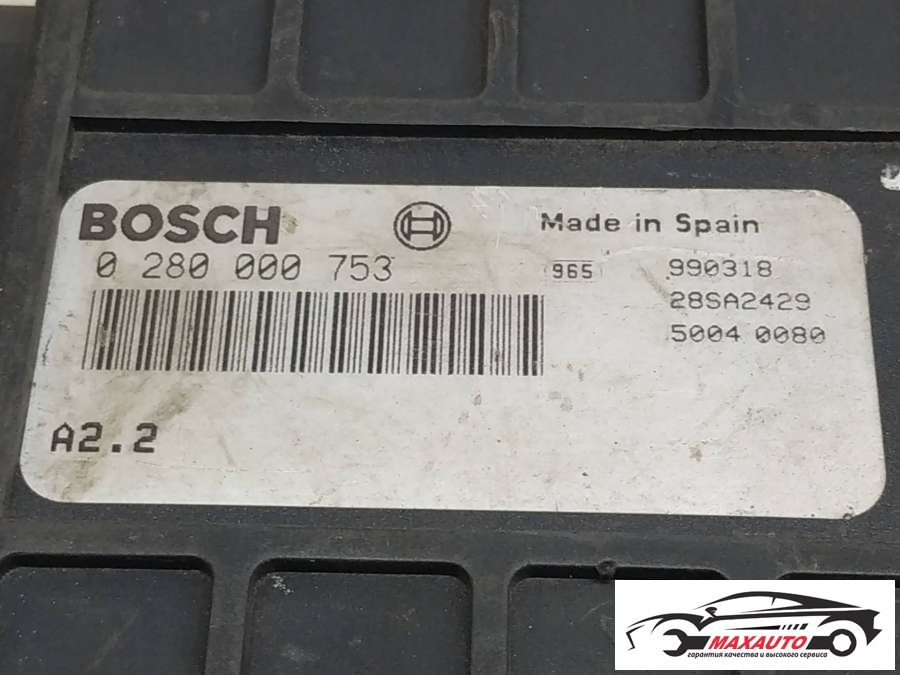 BOSCH
Made in Spain
0 280 000 753
965
990318
28SA2429
5004 0080
A2.2
MAXAUTO
гарантия качества и высокого сервиса